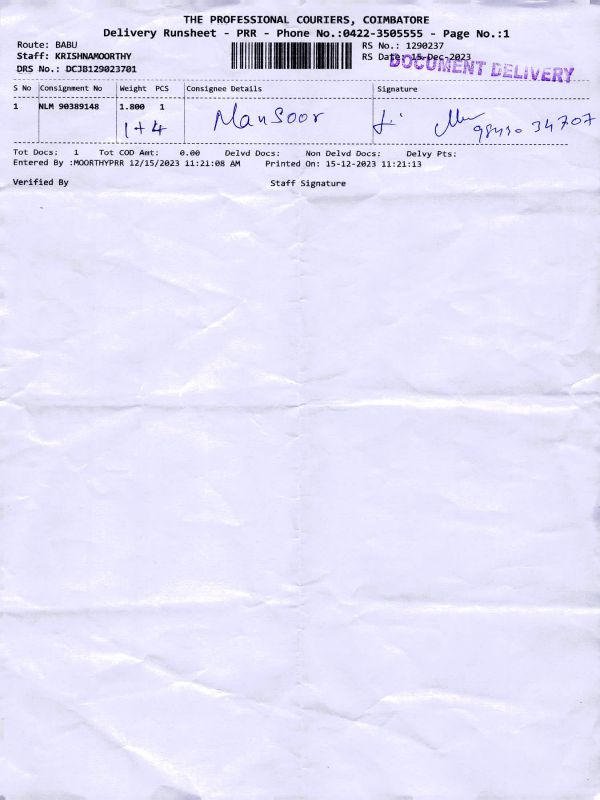 THE PROFESSIONAL COURIERS, COIMBATORE
Delivery Runsheet - PRR - Phone No.:0422-3505555 - Page No.:1
Route: BABU RS No.: 1290237
Staff: KRISHNAMOORTHY RS Date: 15-Dec-2023
DOCUMENT DELIVERY
DRS No.: DCJB129023701
S No Consignment No Weight PCS Consignee Details Signature
1 NLM 90389148 1.800 1
1+4 Mansoor 34707
Tot Docs: 1 Tot COD Amt: 0.00 Delvd Docs: Non Delvd Docs: Delvy Pts:
Entered By :MOORTHYPRR 12/15/2023 11:21:08 AM Printed On: 15-12-2023 11:21:13
Verified By Staff Signature